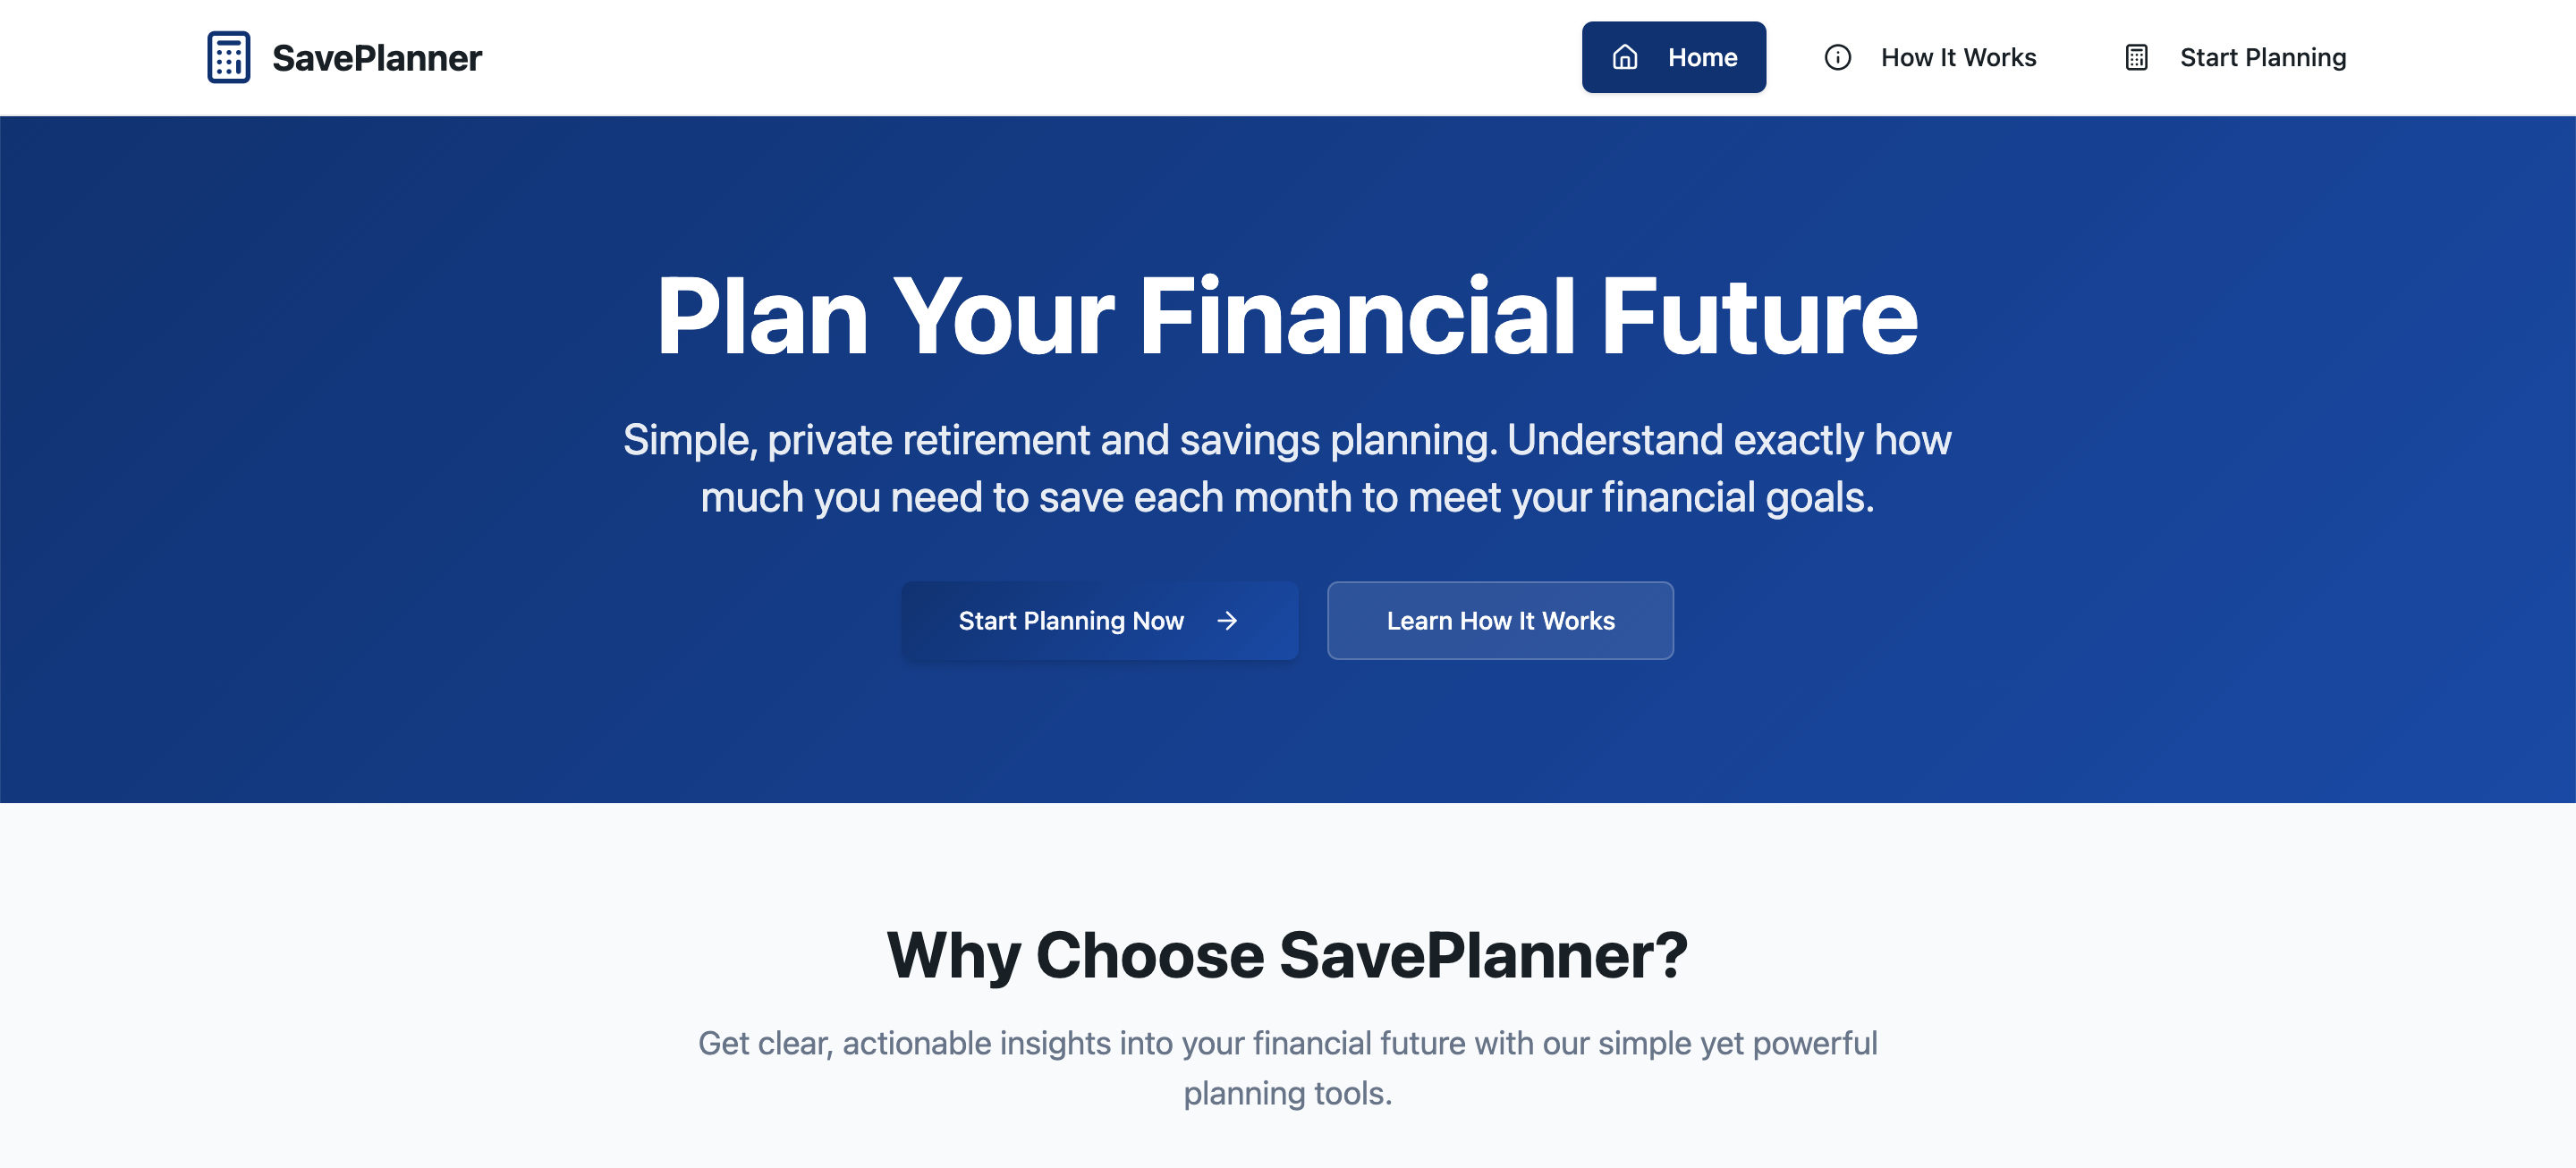 SavePlanner
Home
How It Works
Start Planning
Plan Your Financial Future
Simple, private retirement and savings planning. Understand exactly how
much you need to save each month to meet your financial goals.
Start Planning Now
Learn How It Works
Why Choose SavePlanner?
Get clear, actionable insights into your financial future with our simple yet powerful
planning tools.